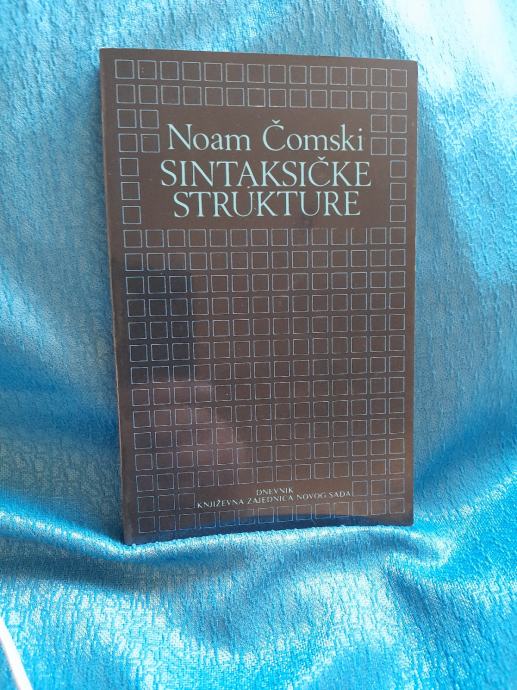 Noam Čomski
SINTAKSIČKE
STRUKTURE
DNEVNIK
KNJIŽEVNA ZAJEDNICA NOVOG SADA